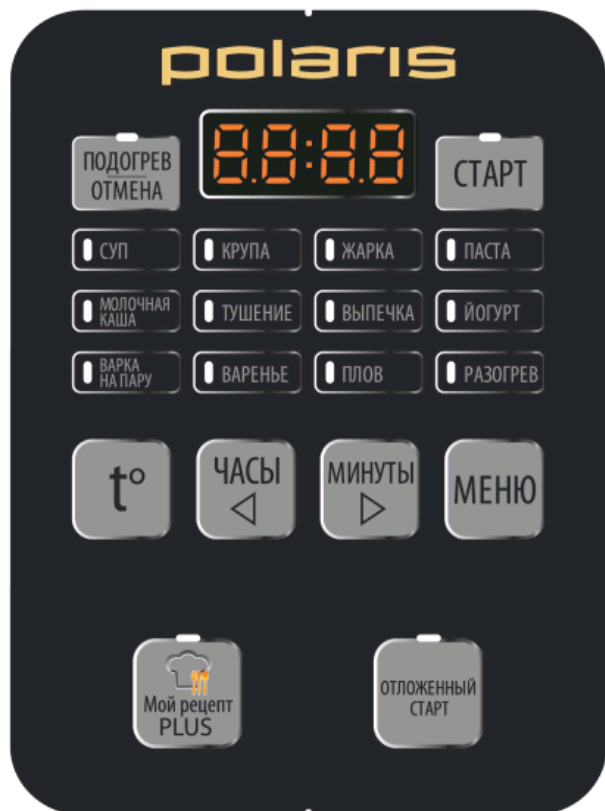 polaris
ПОДОГРЕВ
ОТМЕНА
88:88
СТАРТ
СУП
КРУПА
ЖАРКА
ПАСТА
МОЛОЧНАЯ
КАША
ТУШЕНИЕ
ВЫПЕЧКА
ЙОГУРТ
ВАРКА
НА ПАРУ
ВАРЕНЬЕ
ПЛОВ
РАЗОГРЕВ
t°
ЧАСЫ
МИНУТЫ
МЕНЮ
Мой рецепт
PLUS
ОТЛОЖЕННЫЙ
СТАРТ